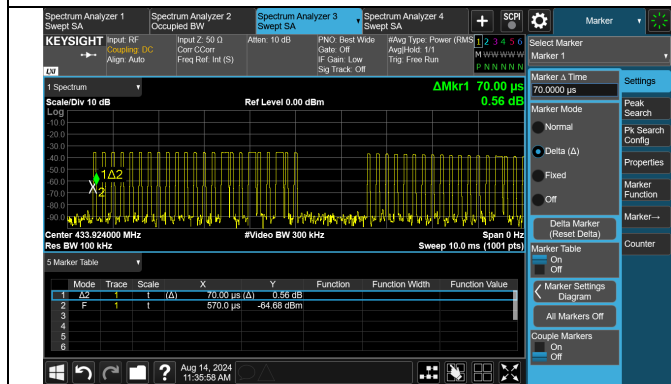 Spectrum Analyzer 1
Swept SA
Spectrum Analyzer 2
Occupied BW
Spectrum Analyzer 3
Swept SA
Spectrum Analyzer 4
Swept SA
+
SCPI
Marker
KEYSIGHT
LXI
Input: RF
Coupling: DC
Align: Auto
Input Z: 50 Ω
Corr CCorr
Freq Ref: Int (S)
Atten: 10 dB
PNO: Best Wide
Gate: Off
IF Gain: Low
Sig Track: Off
#Avg Type: Power (RMS
Avg|Hold: 1/1
Trig: Free Run
1 2 3 4 5 6
M W W W W W
P N N N N N
Select Marker
Marker 1
1 Spectrum
Scale/Div 10 dB
Ref Level 0.00 dBm
ΔMkr1 70.00 µs
0.56 dB
Log
-10.0
-20.0
-30.0
-40.0
-50.0
-60.0
-70.0
-80.0
-90.0
1Δ2
2
Center 433.924000 MHz
#Video BW 300 kHz
Span 0 Hz
Res BW 100 kHz
Sweep 10.0 ms (1001 pts)
5 Marker Table
Mode Trace Scale X Y Function Function Width Function Value
1 Δ2 1 t (Δ) 70.00 µs (Δ) 0.56 dB
2 F 1 t 570.0 µs -64.68 dBm
3
4
5
6
Marker Δ Time
70.0000 µs
Marker Mode
Normal
Delta (Δ)
Fixed
Off
Delta Marker
(Reset Delta)
Marker Table
On
Off
Marker Settings
Diagram
All Markers Off
Couple Markers
On
Off
Settings
Peak
Search
Pk Search
Config
Properties
Marker
Function
Marker→
Counter
?
Aug 14, 2024
11:35:58 AM